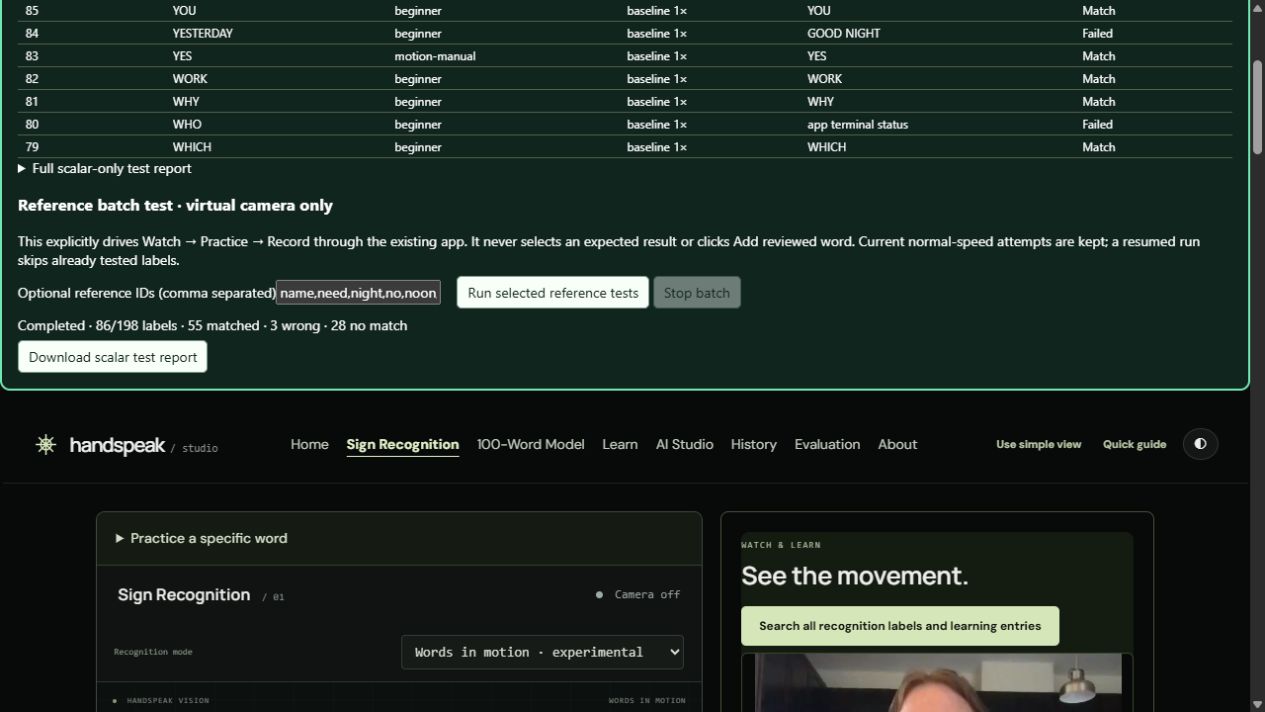 85 YOU beginner baseline 1× YOU Match
84 YESTERDAY beginner baseline 1× GOOD NIGHT Failed
83 YES motion-manual baseline 1× YES Match
82 WORK beginner baseline 1× WORK Match
81 WHY beginner baseline 1× WHY Match
80 WHO beginner baseline 1× app terminal status Failed
79 WHICH beginner baseline 1× WHICH Match
Full scalar-only test report
Reference batch test · virtual camera only
This explicitly drives Watch → Practice → Record through the existing app. It never selects an expected result or clicks Add reviewed word. Current normal-speed attempts are kept; a resumed run
skips already tested labels.
Optional reference IDs (comma separated) name,need,night,no,noon Run selected reference tests Stop batch
Completed · 86/198 labels · 55 matched · 3 wrong · 28 no match
Download scalar test report
handspeak / studio Home Sign Recognition 100-Word Model Learn AI Studio History Evaluation About Use simple view Quick guide
Practice a specific word
Sign Recognition / 01 Camera off
Recognition mode Words in motion · experimental
HANDSPEAK VISION WORDS IN MOTION
WATCH & LEARN
See the movement.
Search all recognition labels and learning entries